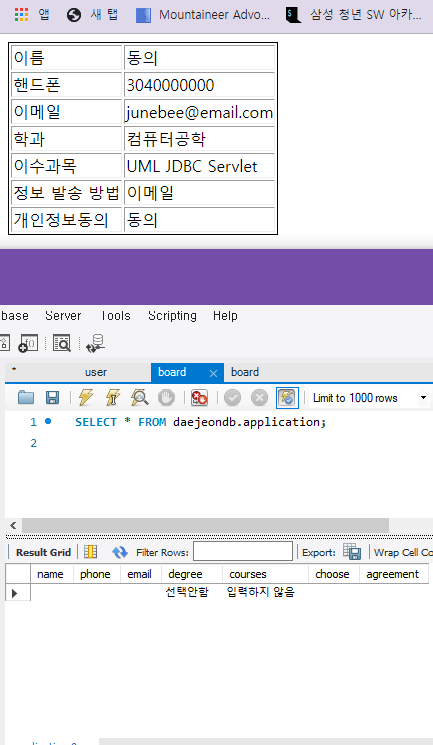 앱 새 탭 Mountaineer Advo... 삼성 청년 SW 아카...
이름 동의
핸드폰 3040000000
이메일 junebee@email.com
학과 컴퓨터공학
이수과목 UML JDBC Servlet
정보 발송 방법 이메일
개인정보동의 동의
base Server Tools Scripting Help
* user board × board
Limit to 1000 rows
1 SELECT * FROM daejeondb.application;
2
Result Grid Filter Rows: Export: Wrap Cell Co
name phone email degree courses choose agreement
선택안함 입력하지 않음